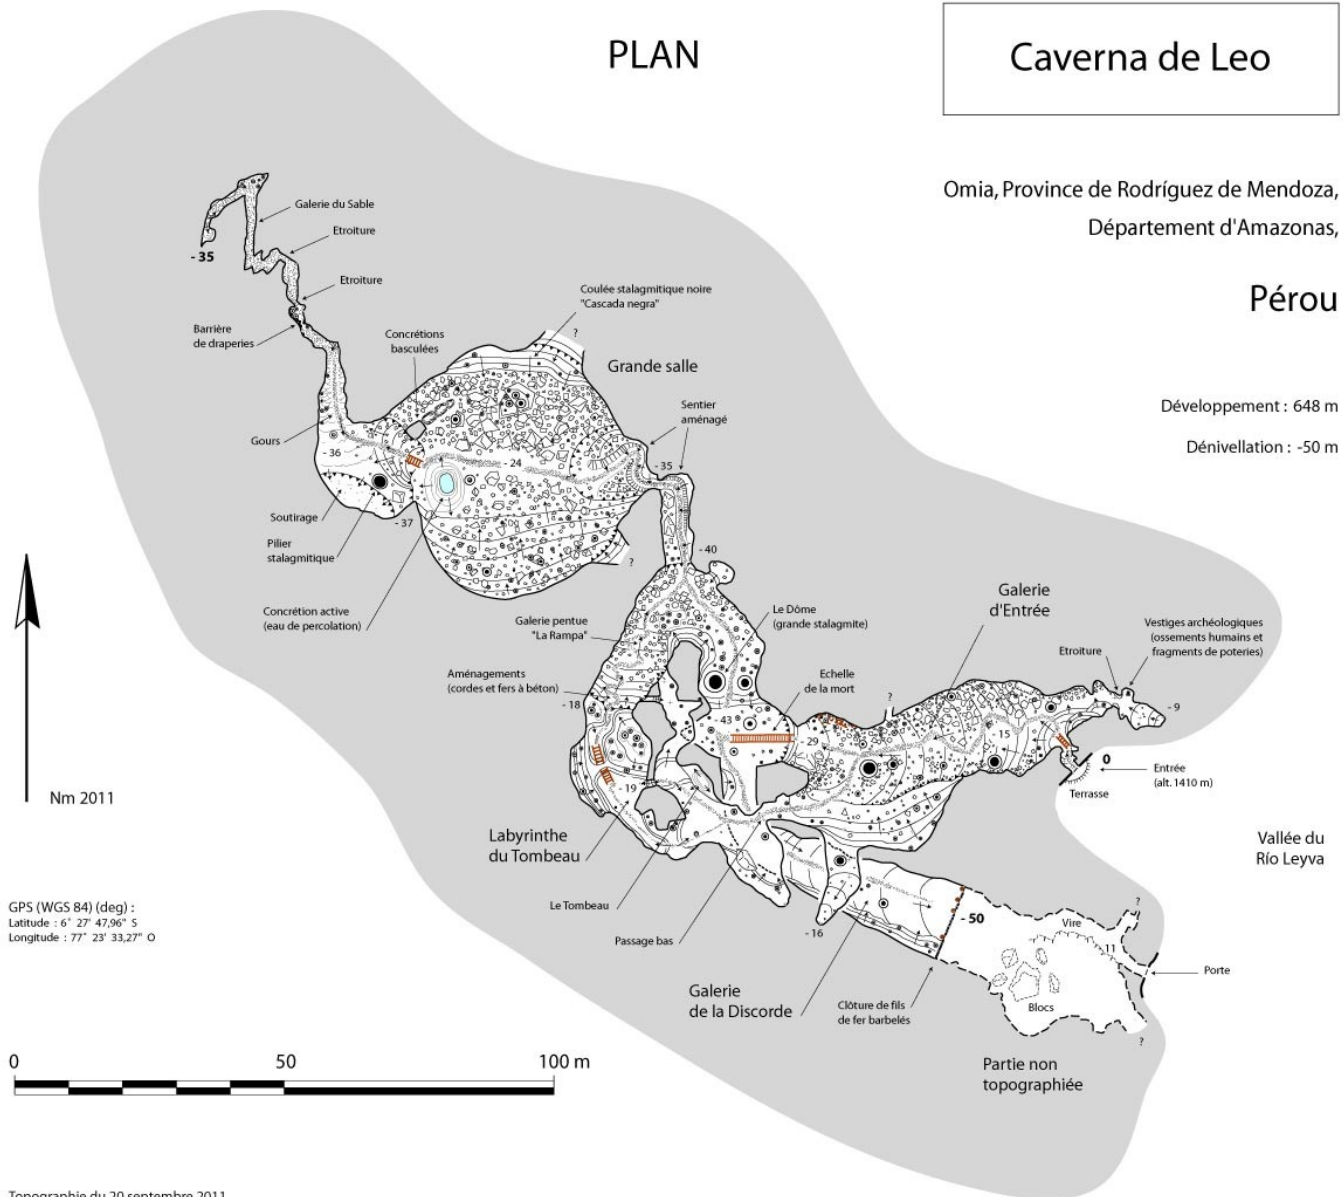 PLAN
Caverna de Leo
Omia, Province de Rodríguez de Mendoza,
Département d'Amazonas,
Pérou
Développement : 648 m
Dénivellation : -50 m
Galerie du Sable
Etroiture
- 35
Etroiture
Coulée stalagmitique noire
"Cascada negra"
Barrière
de draperies
Concrétions
basculées
?
Grande salle
Sentier
aménagé
Gours
- 36
- 24
- 35
Soutirage
- 37
Pilier
stalagmitique
- 40
?
Concrétion active
(eau de percolation)
Galerie pentue
"La Rampa"
Le Dôme
(grande stalagmite)
Galerie
d'Entrée
Vestiges archéologiques
(ossements humains et
fragments de poteries)
Etroiture
Aménagements
(cordes et fers à béton)
Echelle
de la mort
- 18
?
- 9
- 43
- 29
- 15
0
Entrée
(alt. 1410 m)
Terrasse
- 19
Nm 2011
Labyrinthe
du Tombeau
Vallée du
Río Leyva
Le Tombeau
GPS (WGS 84) (deg) :
Latitude : 6° 27' 47,96" S
Longitude : 77° 23' 33,27" O
Passage bas
- 16
- 50
Vire
?
11
Porte
Galerie
de la Discorde
Clôture de fils
de fer barbelés
Blocs
?
Partie non
topographiée
0 50 100 m
Topographie du 20 septembre 2011